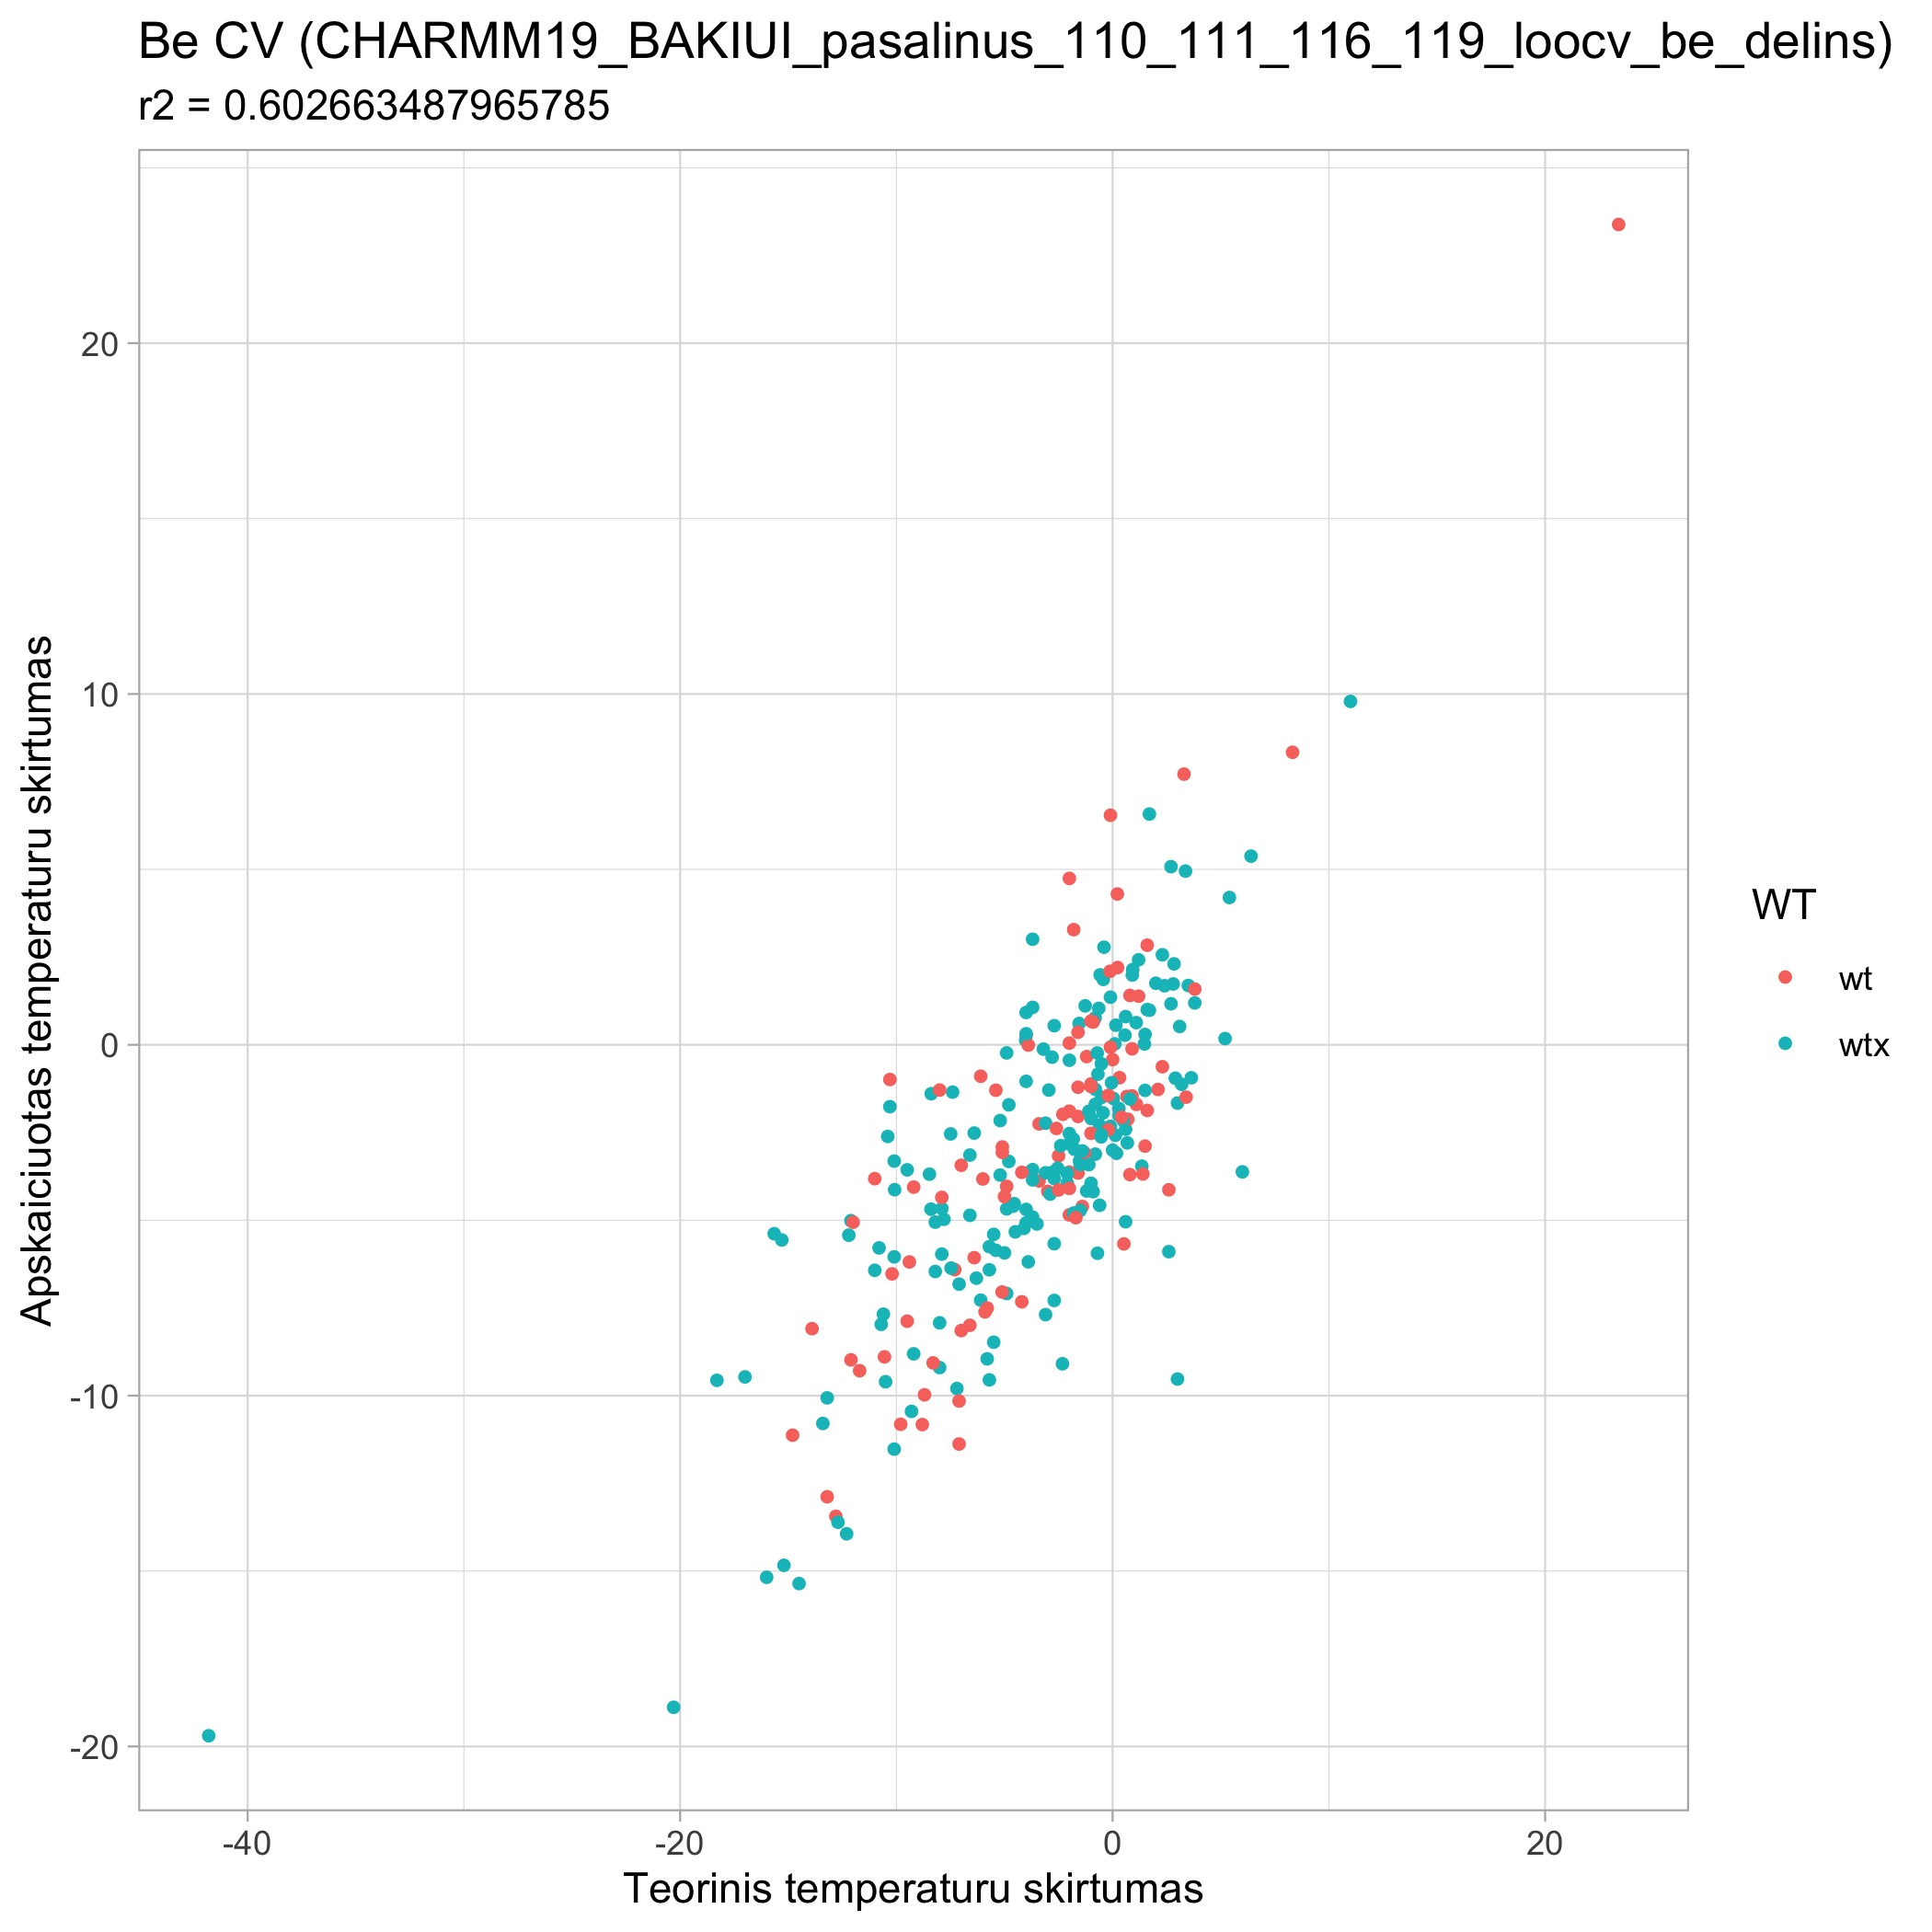 Be CV (CHARMM19_BAKIUI_pasalinus_110_111_116_119_loocv_be_delins)
r2 = 0.602663487965785
20
10
0
-10
-20
Apskaiciuotas temperaturu skirtumas
-40
-20
0
20
Teorinis temperaturu skirtumas
WT
wt
wtx